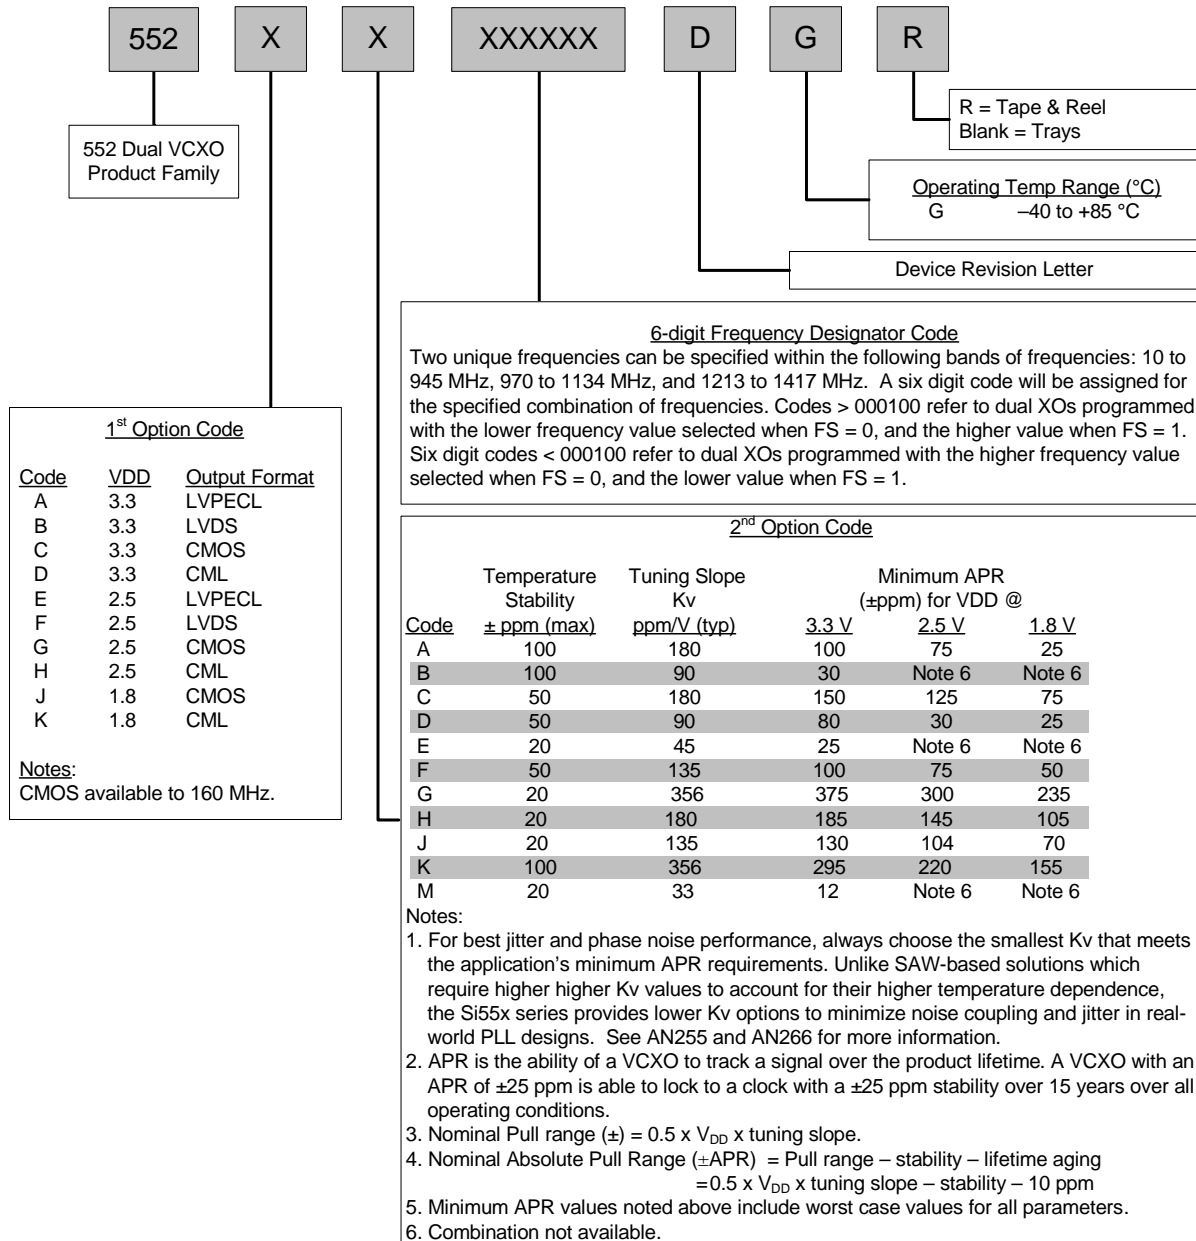 552 X X XXXXXX D G R
R = Tape & Reel
Blank = Trays
552 Dual VCXO
Product Family
Operating Temp Range (°C)
G –40 to +85 °C
Device Revision Letter
6-digit Frequency Designator Code
Two unique frequencies can be specified within the following bands of frequencies: 10 to
945 MHz, 970 to 1134 MHz, and 1213 to 1417 MHz. A six digit code will be assigned for
the specified combination of frequencies. Codes > 000100 refer to dual XOs programmed
with the lower frequency value selected when FS = 0, and the higher value when FS = 1.
Six digit codes < 000100 refer to dual XOs programmed with the higher frequency value
selected when FS = 0, and the lower value when FS = 1.
1st Option Code
Code VDD Output Format
A 3.3 LVPECL
B 3.3 LVDS
C 3.3 CMOS
D 3.3 CML
E 2.5 LVPECL
F 2.5 LVDS
G 2.5 CMOS
H 2.5 CML
J 1.8 CMOS
K 1.8 CML
Notes:
CMOS available to 160 MHz.
2nd Option Code
Temperature Tuning Slope Minimum APR
Stability Kv (±ppm) for VDD @
Code ± ppm (max) ppm/V (typ) 3.3 V 2.5 V 1.8 V
A 100 180 100 75 25
B 100 90 30 Note 6 Note 6
C 50 180 150 125 75
D 50 90 80 30 25
E 20 45 25 Note 6 Note 6
F 50 135 100 75 50
G 20 356 375 300 235
H 20 180 185 145 105
J 20 135 130 104 70
K 100 356 295 220 155
M 20 33 12 Note 6 Note 6
Notes:
1. For best jitter and phase noise performance, always choose the smallest Kv that meets
the application's minimum APR requirements. Unlike SAW-based solutions which
require higher higher Kv values to account for their higher temperature dependence,
the Si55x series provides lower Kv options to minimize noise coupling and jitter in real-
world PLL designs. See AN255 and AN266 for more information.
2. APR is the ability of a VCXO to track a signal over the product lifetime. A VCXO with an
APR of ±25 ppm is able to lock to a clock with a ±25 ppm stability over 15 years over all
operating conditions.
3. Nominal Pull range (±) = 0.5 x VDD x tuning slope.
4. Nominal Absolute Pull Range (±APR) = Pull range – stability – lifetime aging
= 0.5 x VDD x tuning slope – stability – 10 ppm
5. Minimum APR values noted above include worst case values for all parameters.
6. Combination not available.